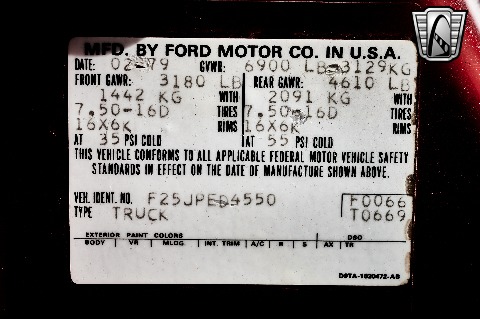 MFD. BY FORD MOTOR CO. IN U.S.A.
DATE: 02-79 GVWR: 6900 LB-3129KG
FRONT GAWR: 3180 LB REAR GAWR: 4610 LB
1442 KG WITH 2091 KG WITH
7.50-16D TIRES 7.50-16D TIRES
16X6K RIMS 16X6K RIMS
AT 35 PSI COLD AT 55 PSI COLD
THIS VEHICLE CONFORMS TO ALL APPLICABLE FEDERAL MOTOR VEHICLE SAFETY
STANDARDS IN EFFECT ON THE DATE OF MANUFACTURE SHOWN ABOVE.
VEH. IDENT. NO. F25JPED4550 F0066
TYPE TRUCK T0669
EXTERIOR PAINT COLORS DSO
BODY VR MLDG. INT. TRIM A/C R S AX TR
D9TA-1520472-AB